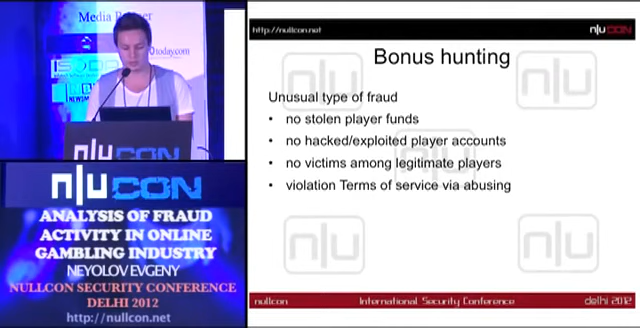 Media Partner
today.com
ISACA
nullcon
n|u CON
ANALYSIS OF FRAUD
ACTIVITY IN ONLINE
GAMBLING INDUSTRY
NEYOLOV EVGENY
NULLCON SECURITY CONFERENCE
DELHI 2012
http://nullcon.net
http://nullcon.net
n|u CON
Bonus hunting
Unusual type of fraud
• no stolen player funds
• no hacked/exploited player accounts
• no victims among legitimate players
• violation Terms of service via abusing
nullcon
International Security Conference
delhi 2012